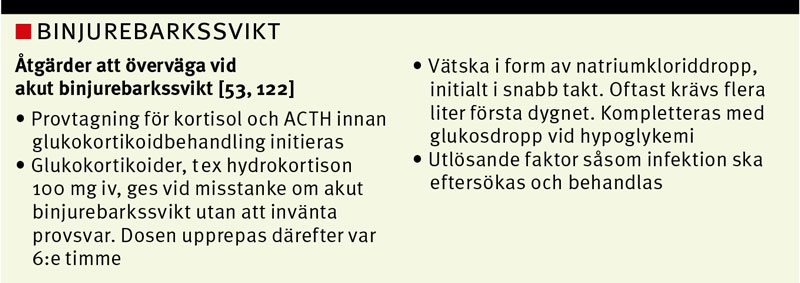 BINJUREBARKSSVIKT
Åtgärder att överväga vid
akut binjurebarkssvikt [53, 122]
• Provtagning för kortisol och ACTH innan
glukokortikoidbehandling initieras
• Glukokortikoider, t ex hydrokortison
100 mg iv, ges vid misstanke om akut
binjurebarkssvikt utan att invänta
provsvar. Dosen upprepas därefter var
6:e timme
• Vätska i form av natriumkloriddropp,
initialt i snabb takt. Oftast krävs flera
liter första dygnet. Kompletteras med
glukosdropp vid hypoglykemi
• Utlösande faktor såsom infektion ska
eftersökas och behandlas